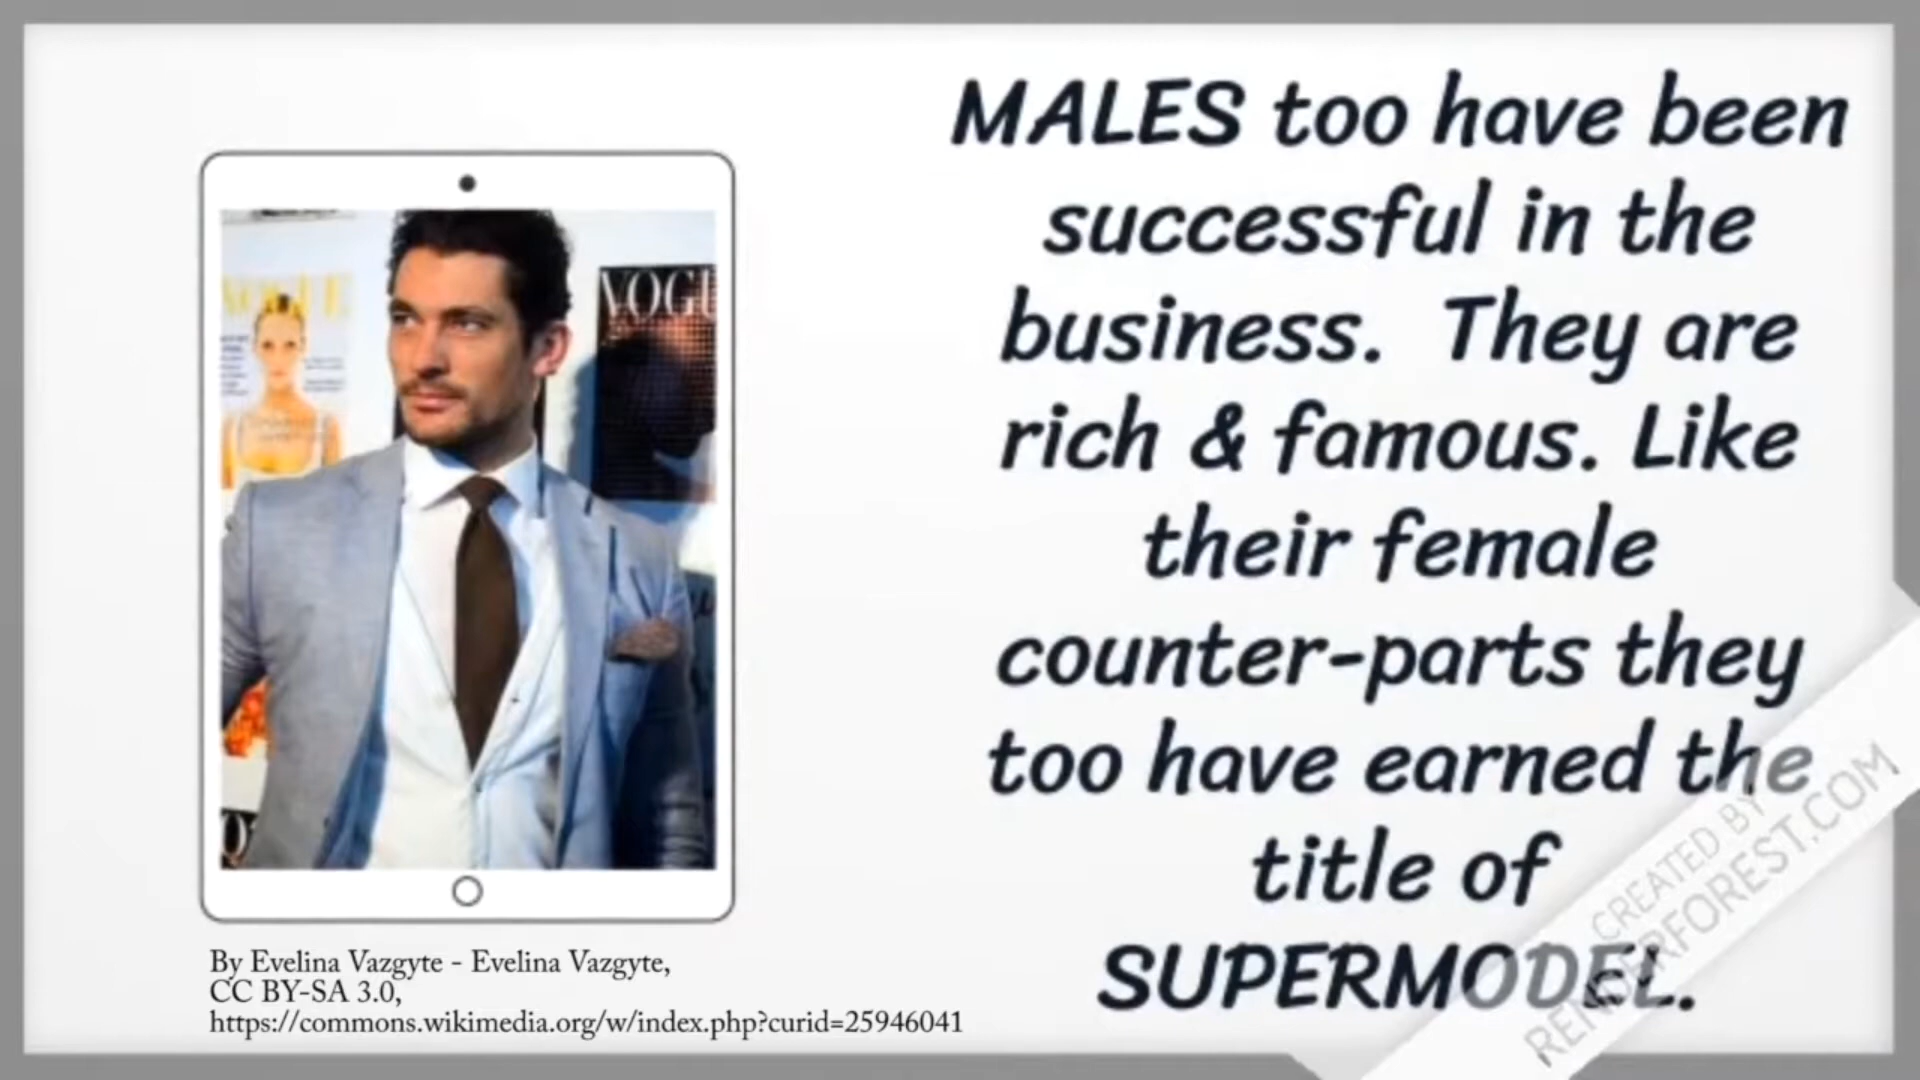 MALES too have been
successful in the
business. They are
rich & famous. Like
their female
counter-parts they
too have earned the
title of
SUPERMODEL.
VOGUE
VOGU
By Evelina Vazgyte - Evelina Vazgyte,
CC BY-SA 3.0,
https://commons.wikimedia.org/w/index.php?curid=25946041
CREATED BY
RENDERFOREST.COM